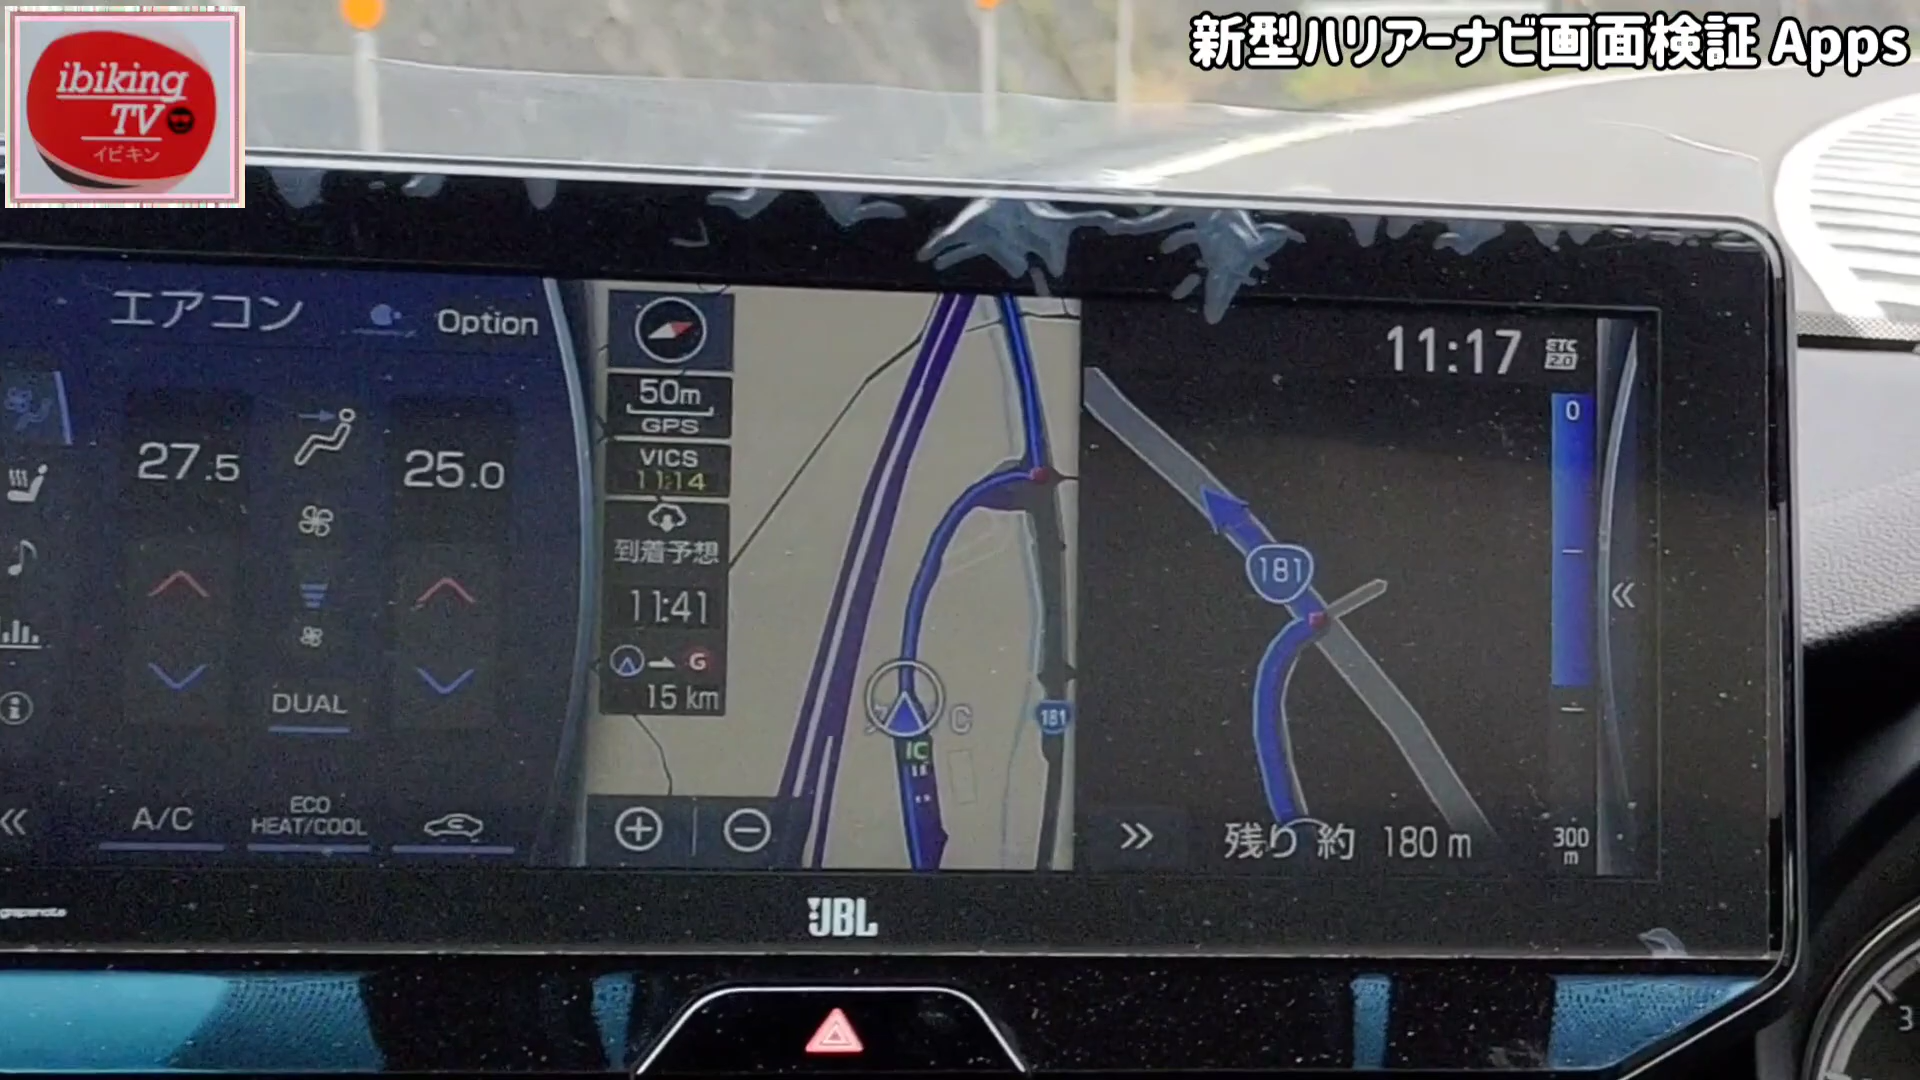 ibiking
TV
イビキン
新型ハリアーナビ画面検証 Apps
エアコン
Option
27.5
25.0
DUAL
A/C
ECO
HEAT/COOL
50m
GPS
VICS
11:14
到着予想
11:41
G
15 km
IC
181
C
11:17
ETC
2.0
0
181
残り 約 180 m
300
m
JBL
3